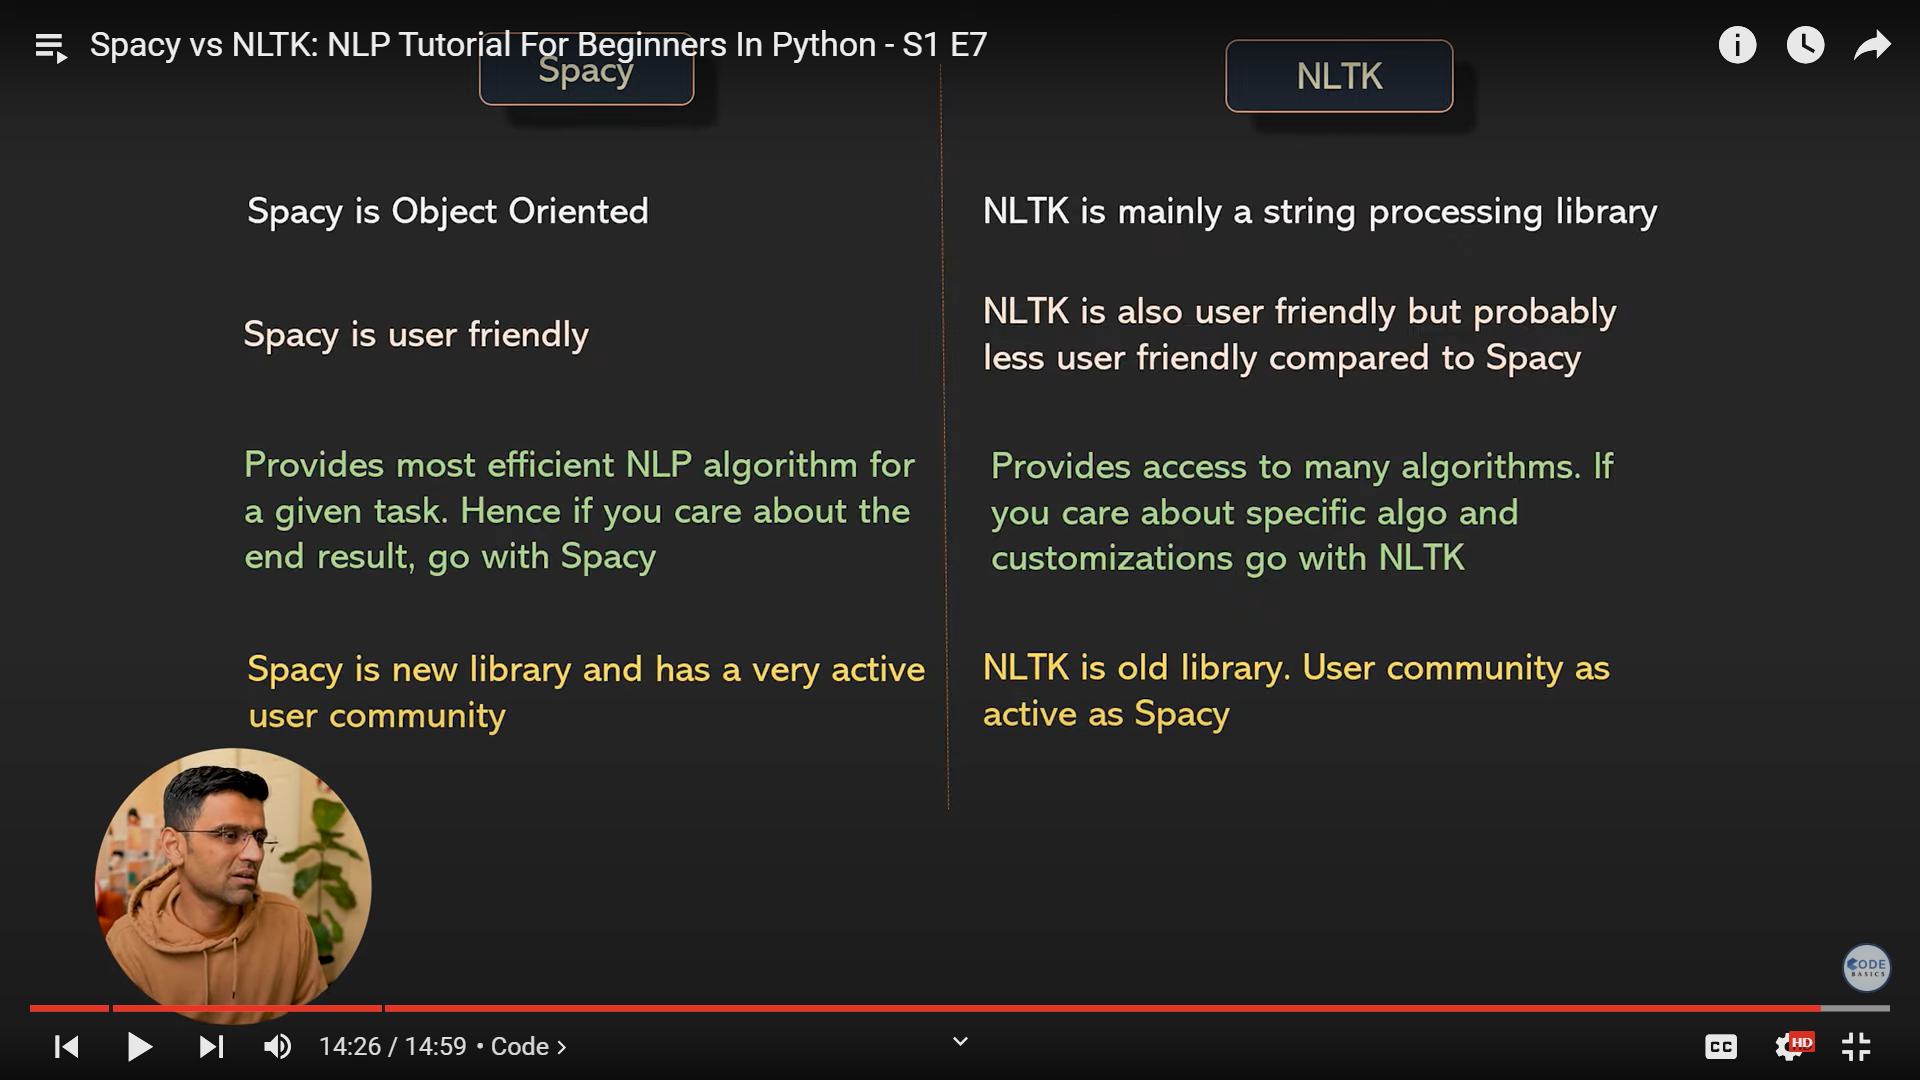 Spacy vs NLTK: NLP Tutorial For Beginners In Python - S1 E7
Spacy
NLTK
Spacy is Object Oriented
NLTK is mainly a string processing library
Spacy is user friendly
NLTK is also user friendly but probably
less user friendly compared to Spacy
Provides most efficient NLP algorithm for
a given task. Hence if you care about the
end result, go with Spacy
Provides access to many algorithms. If
you care about specific algo and
customizations go with NLTK
Spacy is new library and has a very active
user community
NLTK is old library. User community as
active as Spacy
CODE
BASICS
14:26 / 14:59 • Code >
CC
HD